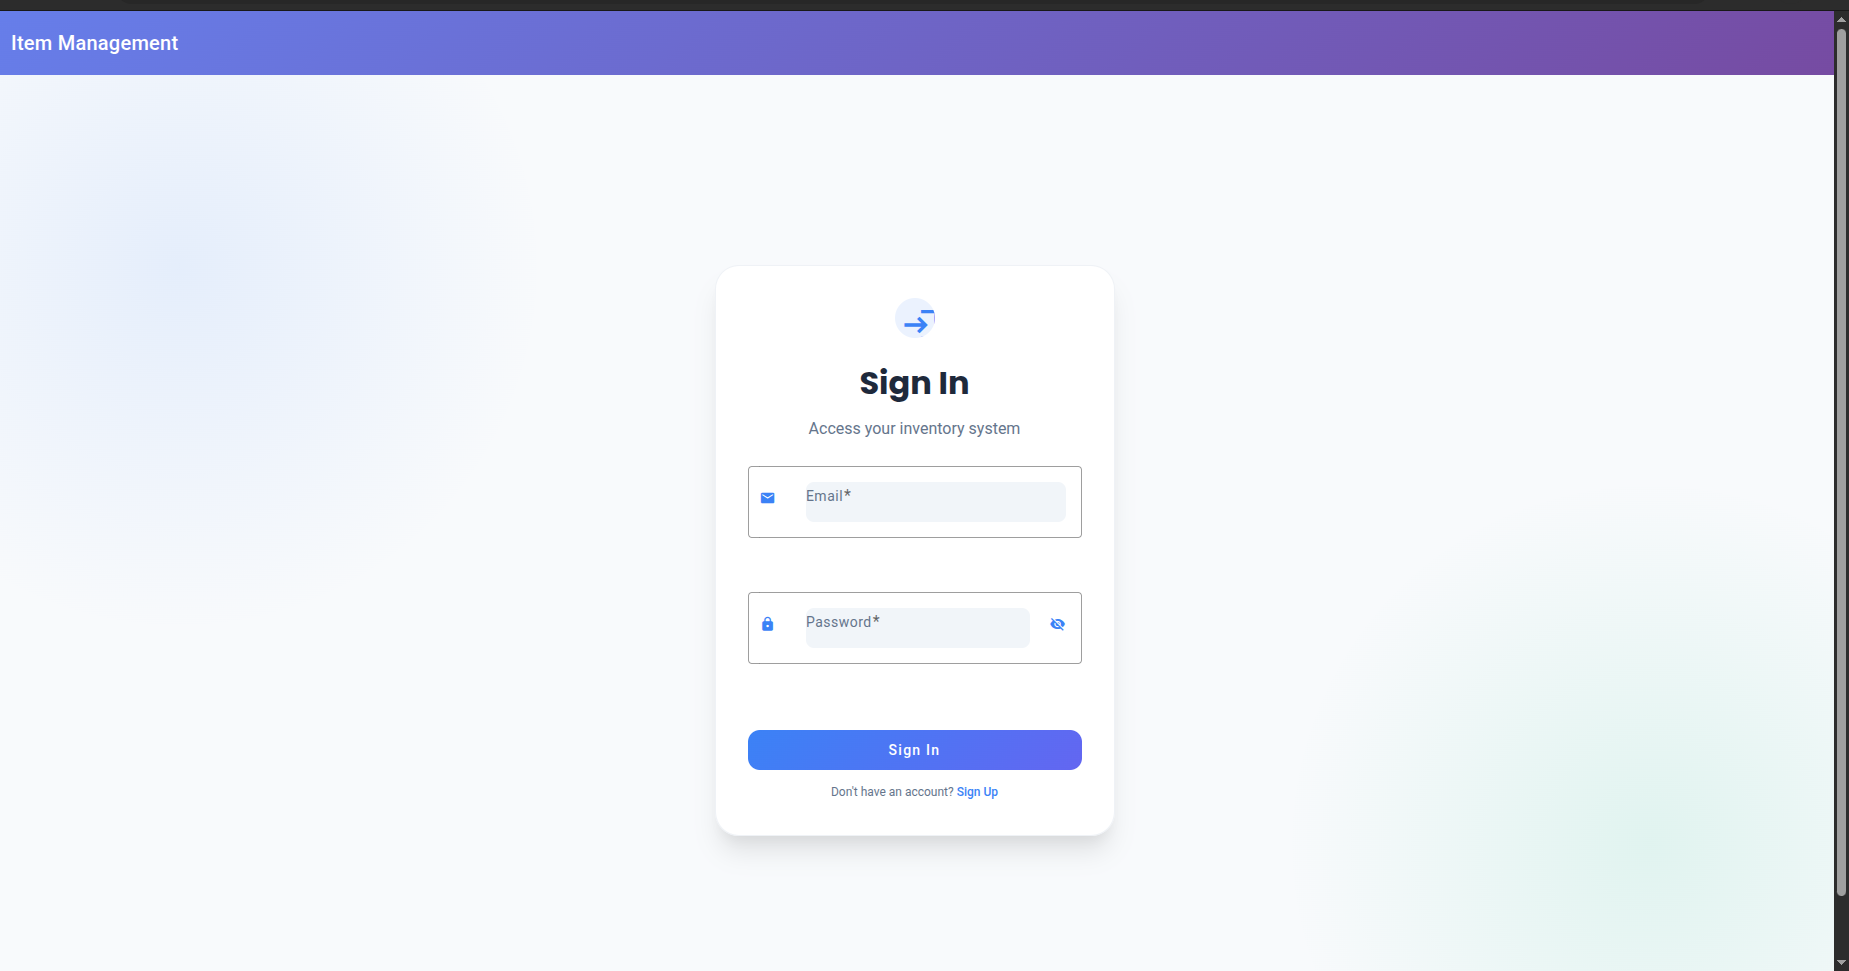 Item Management
Sign In
Access your inventory system
Email*
Password*
Sign In
Don't have an account? Sign Up